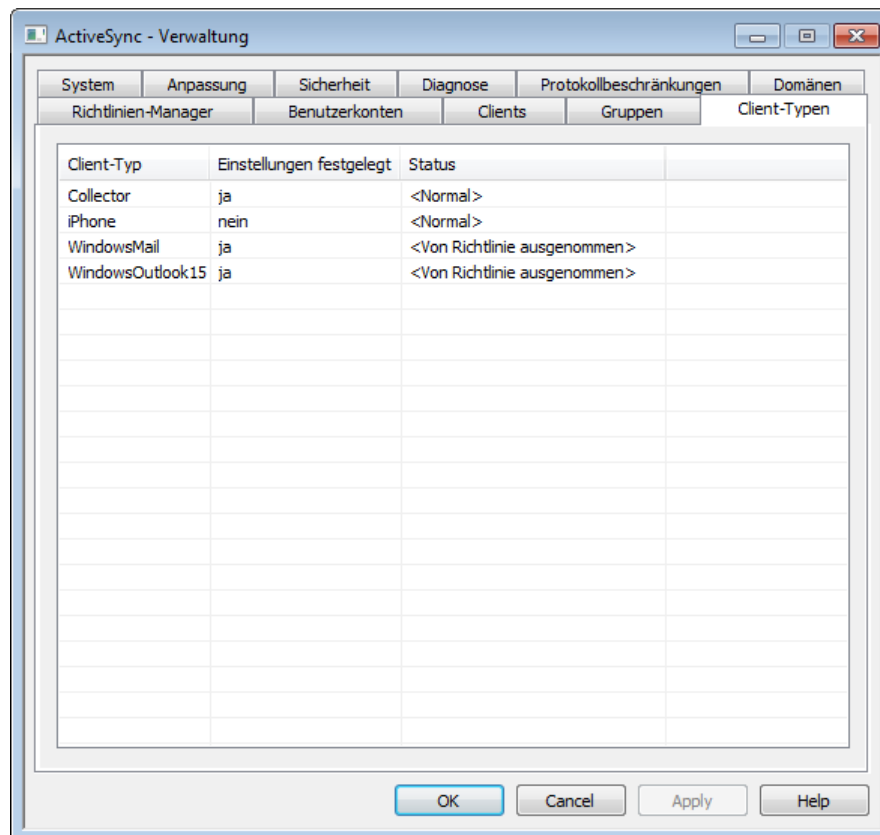 ActiveSync - Verwaltung
System Anpassung Sicherheit Diagnose Protokollbeschränkungen Domänen
Richtlinien-Manager Benutzerkonten Clients Gruppen Client-Typen
Client-Typ Einstellungen festgelegt Status
Collector ja <Normal>
iPhone nein <Normal>
WindowsMail ja <Von Richtlinie ausgenommen>
WindowsOutlook15 ja <Von Richtlinie ausgenommen>
OK Cancel Apply Help